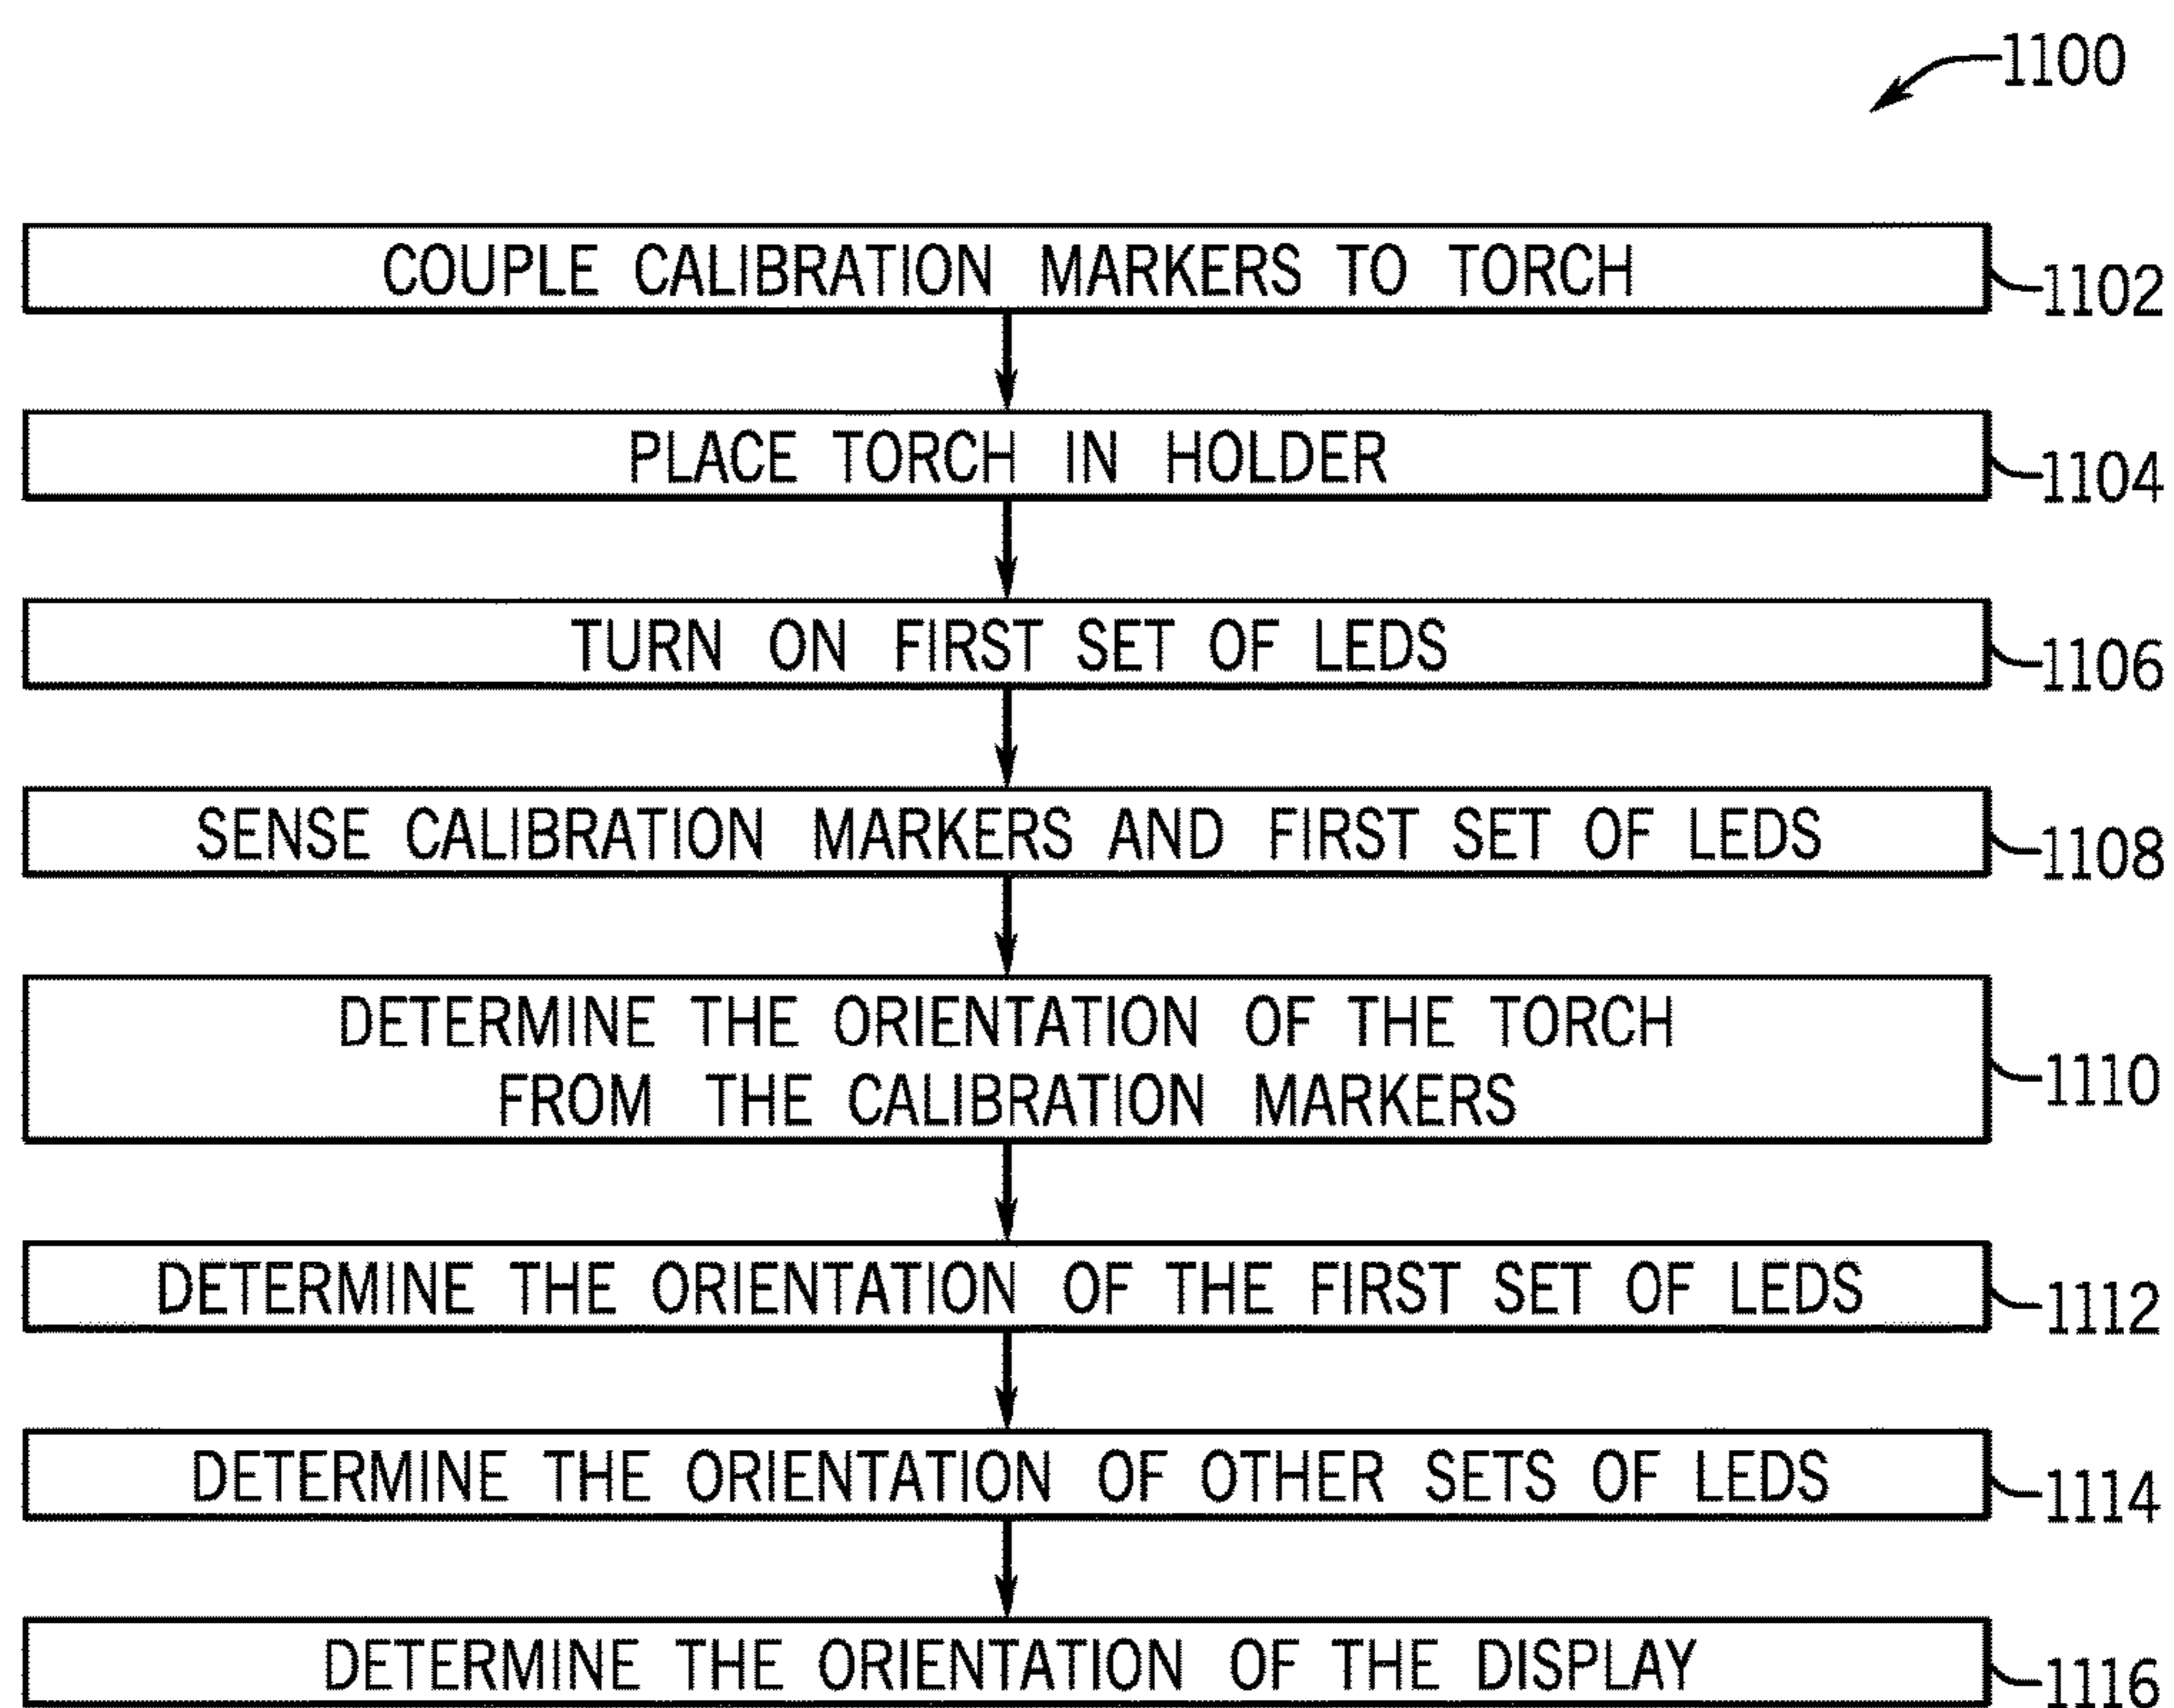 1100
COUPLE CALIBRATION MARKERS TO TORCH
1102
PLACE TORCH IN HOLDER
1104
TURN ON FIRST SET OF LEDS
1106
SENSE CALIBRATION MARKERS AND FIRST SET OF LEDS
1108
DETERMINE THE ORIENTATION OF THE TORCH
FROM THE CALIBRATION MARKERS
1110
DETERMINE THE ORIENTATION OF THE FIRST SET OF LEDS
1112
DETERMINE THE ORIENTATION OF OTHER SETS OF LEDS
1114
DETERMINE THE ORIENTATION OF THE DISPLAY
1116